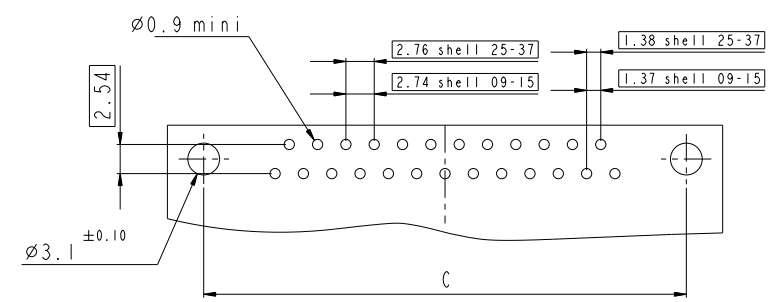 Ø0.9 mini
2.76 shell 25-37
1.38 shell 25-37
2.74 shell 09-15
1.37 shell 09-15
2.54
Ø3.1 ±0.10
C